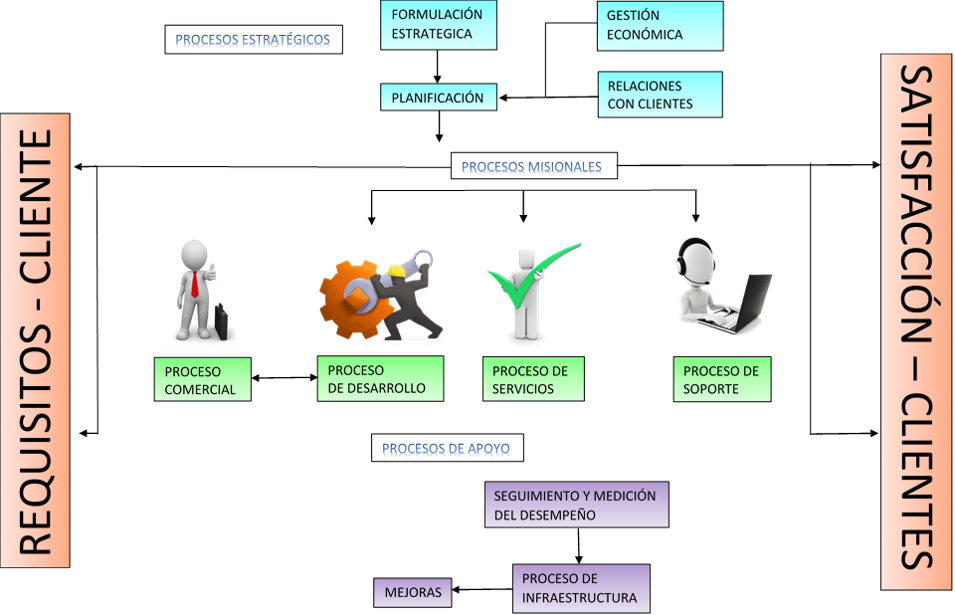 FORMULACIÓN
ESTRATEGICA
GESTIÓN
ECONÓMICA
PROCESOS ESTRATÉGICOS
PLANIFICACIÓN
RELACIONES
CON CLIENTES
REQUISITOS - CLIENTE
SATISFACCIÓN – CLIENTES
PROCESOS MISIONALES
PROCESO
COMERCIAL
PROCESO
DE DESARROLLO
PROCESO DE
SERVICIOS
PROCESO DE
SOPORTE
PROCESOS DE APOYO
SEGUIMIENTO Y MEDICIÓN
DEL DESEMPEÑO
PROCESO DE
INFRAESTRUCTURA
MEJORAS